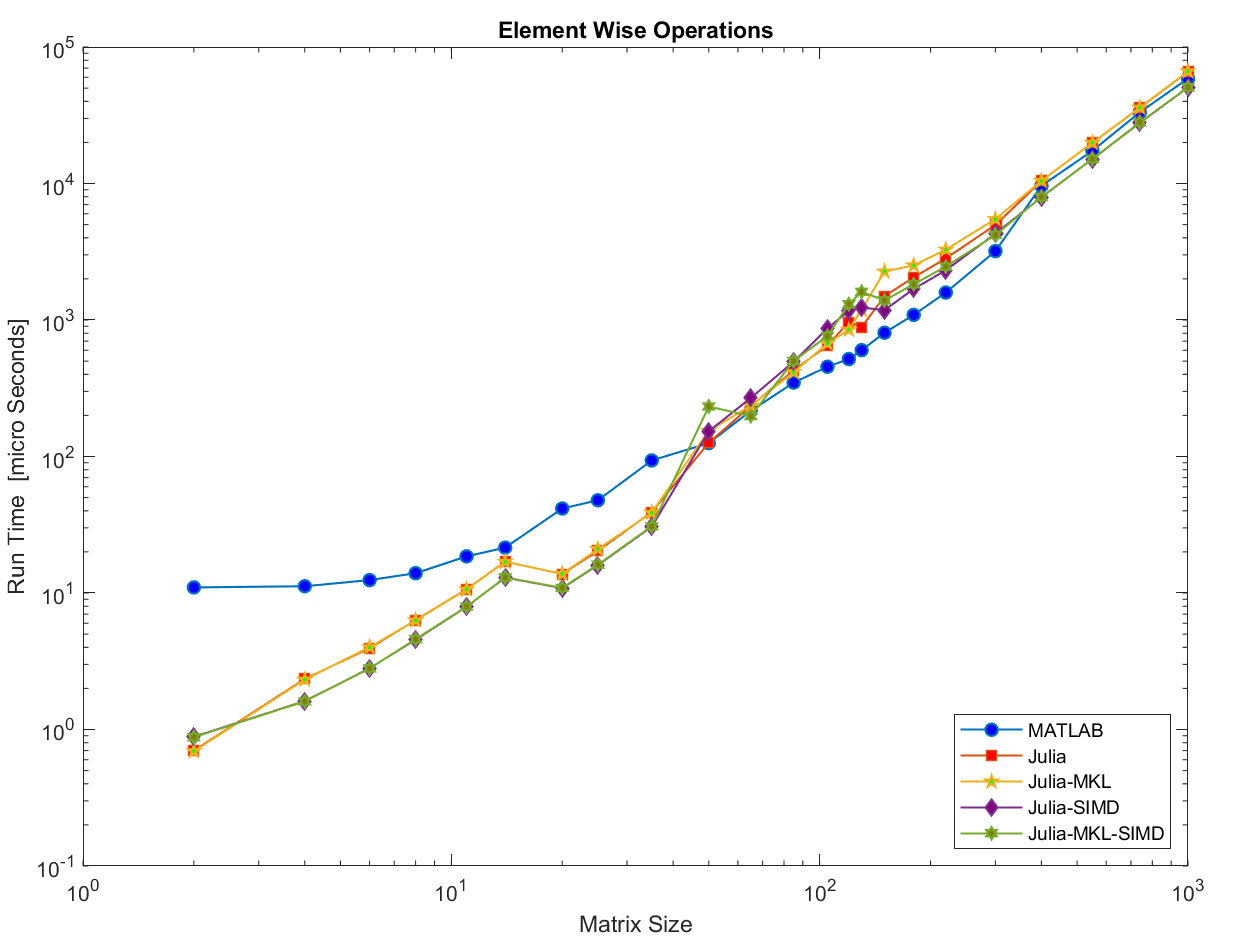 Element Wise Operations
Run Time [micro Seconds]
10^5
10^4
10^3
10^2
10^1
10^0
10^-1
10^0 10^1 10^2 10^3
Matrix Size
MATLAB
Julia
Julia-MKL
Julia-SIMD
Julia-MKL-SIMD